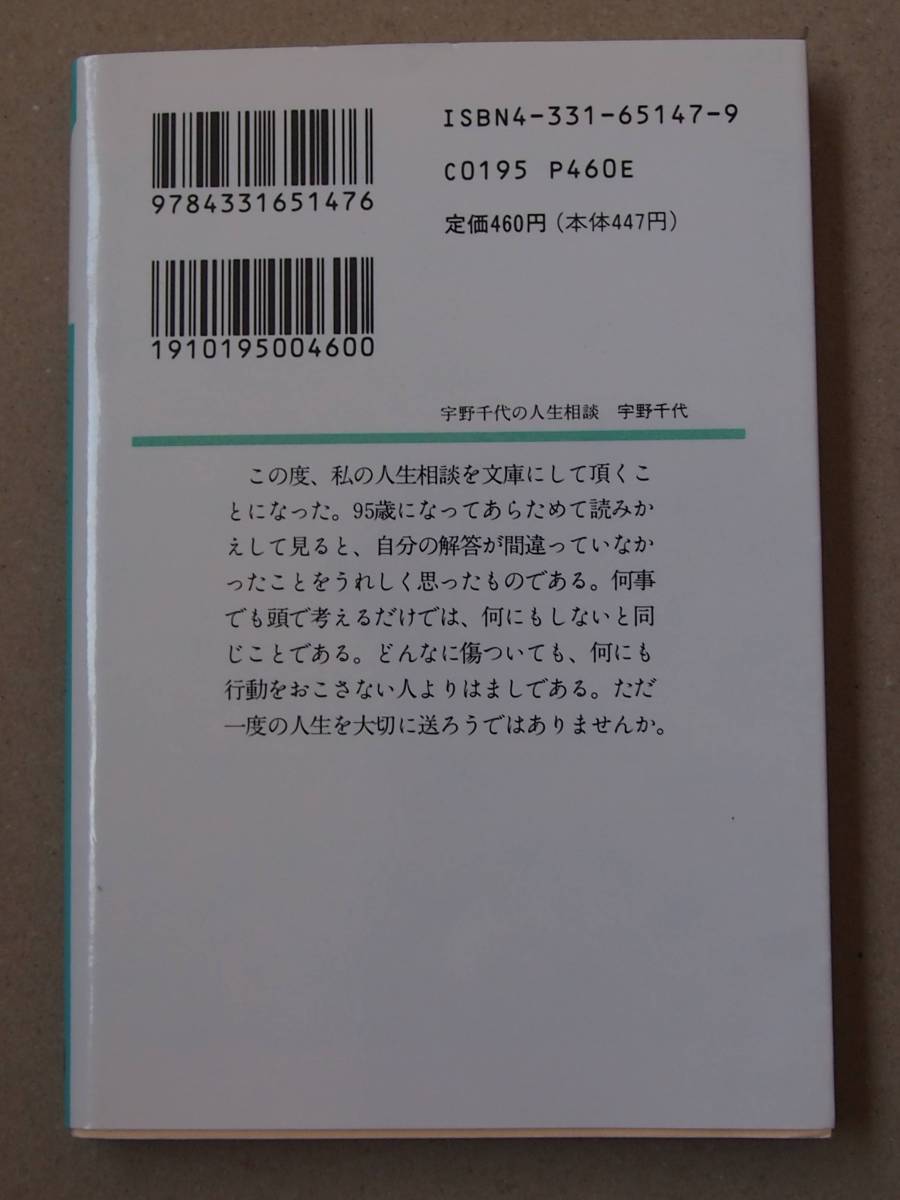 ISBN4-331-65147-9
9784331651476
C0195 P460E
定価460円(本体447円)
1910195004600
宇野千代の人生相談 宇野千代
この度、私の人生相談を文庫にして頂くこ
とになった。95歳になってあらためて読みか
えして見ると、自分の解答が間違っていなか
ったことをうれしく思ったものである。何事
でも頭で考えるだけでは、何にもしないと同
じことである。どんなに傷ついても、何にも
行動をおこさない人よりはましである。ただ
一度の人生を大切に送ろうではありませんか。